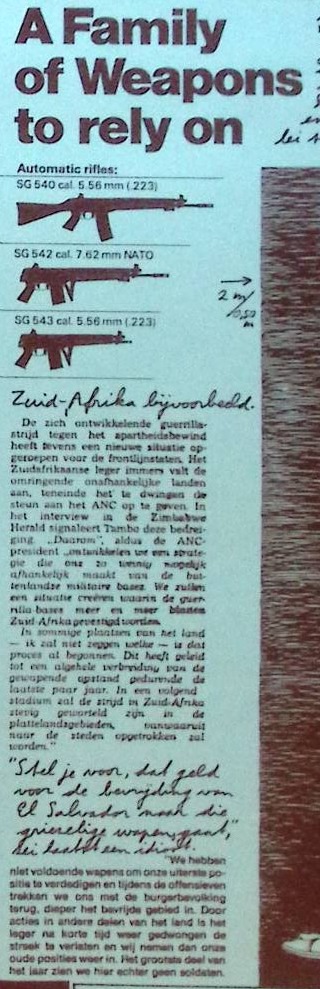 A Family
of Weapons
to rely on
Automatic rifles:
SG 540 cal. 5.56 mm (.223)
SG 542 cal. 7.62 mm NATO
SG 543 cal. 5.56 mm (.223)
→
2 m/
0,50
m
lei
Zuid-Afrika bijvoorbeeld.
De zich ontwikkelende guerrilla-
strijd tegen het apartheidsbewind
heeft tevens een nieuwe situatie op-
geroepen voor de frontlijnstaten. Het
Zuidafrikaanse leger immers valt de
omringende onafhankelijke landen
aan, teneinde het te dwingen de
steun aan het ANC op te geven. In
het interview in de Zimbabwe
Herald signaleert Tambo deze bedrei-
ging. „Daarom”, aldus de ANC-
president „ontwikkelen we een strate-
gie die ons zo weinig mogelijk
afhankelijk maakt van de bui-
tenlandse militaire bases. We zullen
een situatie creëren waarin de guer-
rilla-bases meer en meer binnen
Zuid-Afrika gevestigd worden.
In sommige plaatsen van het land
— ik zal niet zeggen welke — is dat
proces al begonnen. Dit heeft geleid
tot een algehele verbreiding van de
gewapende opstand gedurende de
laatste paar jaar. In een volgend
stadium zal de strijd in Zuid-Afrika
stevig geworteld zijn in de
plattelandsgebieden, vanwaaruit
naar de steden opgetrokken zal
worden.”
"Stel je voor, dat geld
voor de bevrijding van
El Salvador naar die
griezelige wapens gaat,"
zei laatst een idioot.
"We hebben
niet voldoende wapens om onze uiterste po-
sitie te verdedigen en tijdens de offensieven
trekken we ons met de burgerbevolking
terug, dieper het bevrijde gebied in. Door
acties in andere delen van het land is het
leger na korte tijd weer gedwongen de
streek te verlaten en wij nemen dan onze
oude posities weer in. Het grootste deel van
het jaar zien we hier echter geen soldaten.